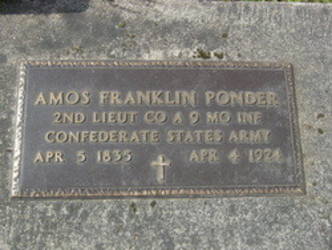 AMOS FRANKLIN PONDER
2ND LIEUT CO A 9 MO INF
CONFEDERATE STATES ARMY
APR 5 1835 APR 4 1924